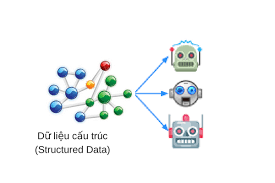 Dữ liệu cấu trúc
(Structured Data)